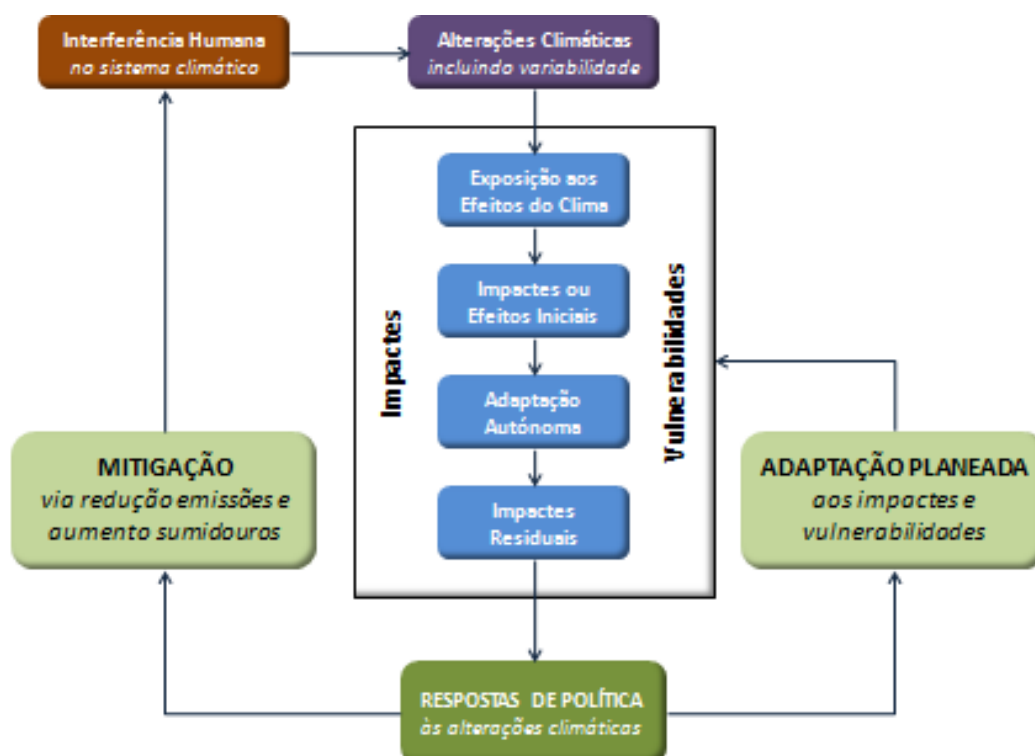 Interferência Humana
no sistema climático
Alterações Climáticas
incluindo variabilidade
Exposição aos
Efeitos do Clima
Impactes ou
Efeitos Iniciais
Impactes
Vulnerabilidades
Adaptação
Autónoma
Impactes
Residuais
MITIGAÇÃO
via redução emissões e
aumento sumidouros
ADAPTAÇÃO PLANEADA
aos impactes e
vulnerabilidades
RESPOSTAS DE POLÍTICA
às alterações climáticas